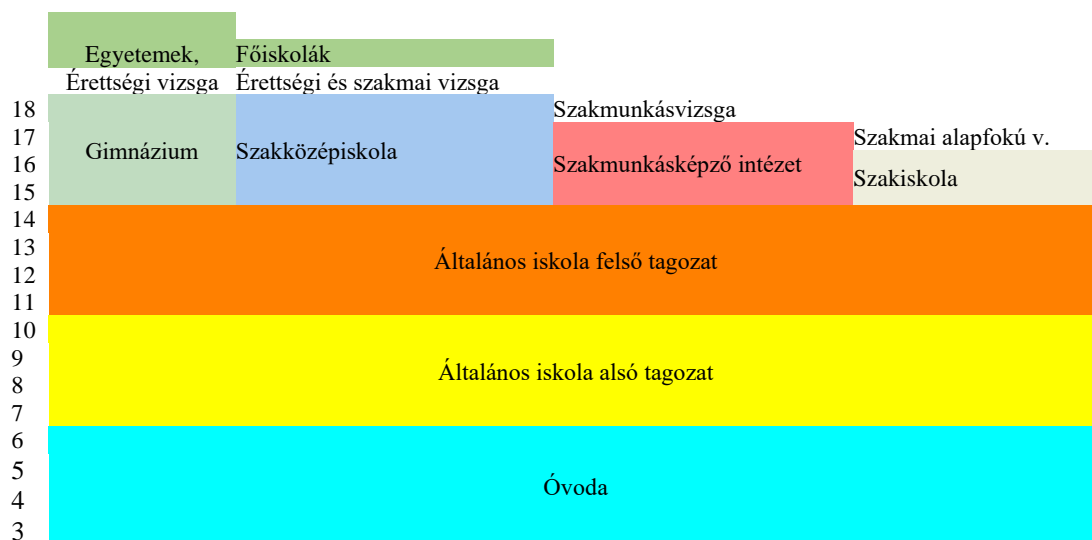 Egyetemek, Főiskolák
Érettségi vizsga Érettségi és szakmai vizsga
18 Szakmunkásvizsga
17 Szakmai alapfokú v.
Gimnázium Szakközépiskola
16 Szakmunkásképző intézet
Szakiskola
15
14
13
Általános iskola felső tagozat
12
11
10
9
Általános iskola alsó tagozat
8
7
6
5
Óvoda
4
3